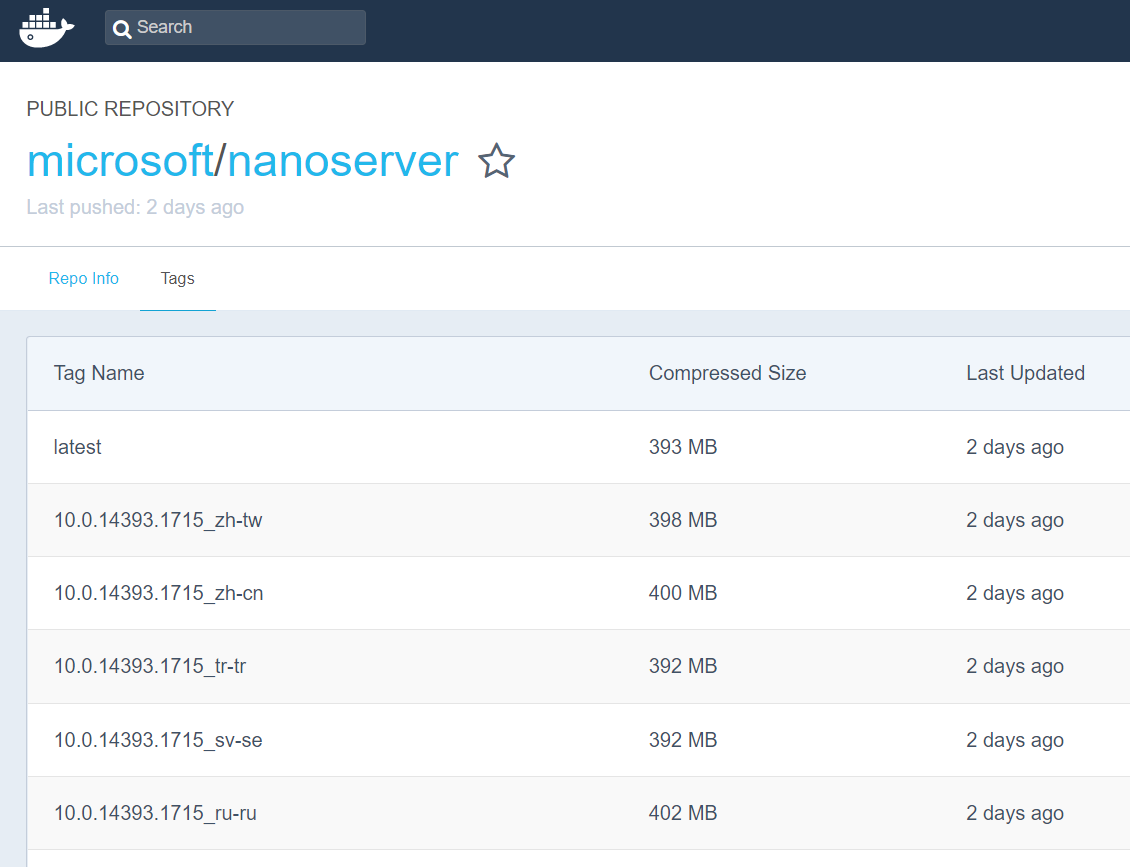 Search
PUBLIC REPOSITORY
microsoft/nanoserver
Last pushed: 2 days ago
Repo Info Tags
Tag Name Compressed Size Last Updated
latest 393 MB 2 days ago
10.0.14393.1715_zh-tw 398 MB 2 days ago
10.0.14393.1715_zh-cn 400 MB 2 days ago
10.0.14393.1715_tr-tr 392 MB 2 days ago
10.0.14393.1715_sv-se 392 MB 2 days ago
10.0.14393.1715_ru-ru 402 MB 2 days ago